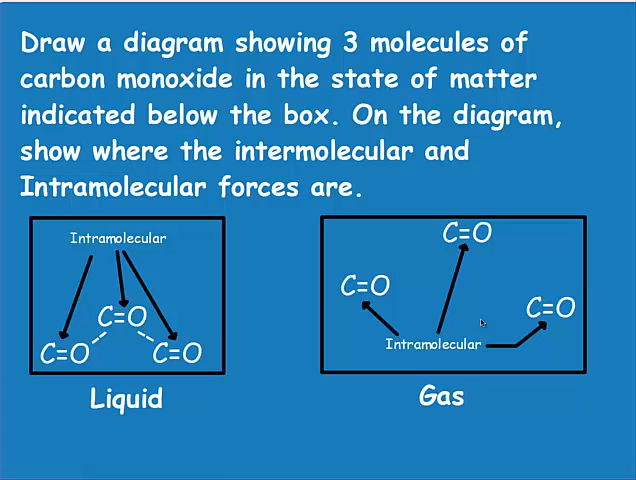 Draw a diagram showing 3 molecules of
carbon monoxide in the state of matter
indicated below the box. On the diagram,
show where the intermolecular and
Intramolecular forces are.
Intramolecular
C=O
C=O
C=O
Liquid
C=O
C=O
C=O
Intramolecular
Gas